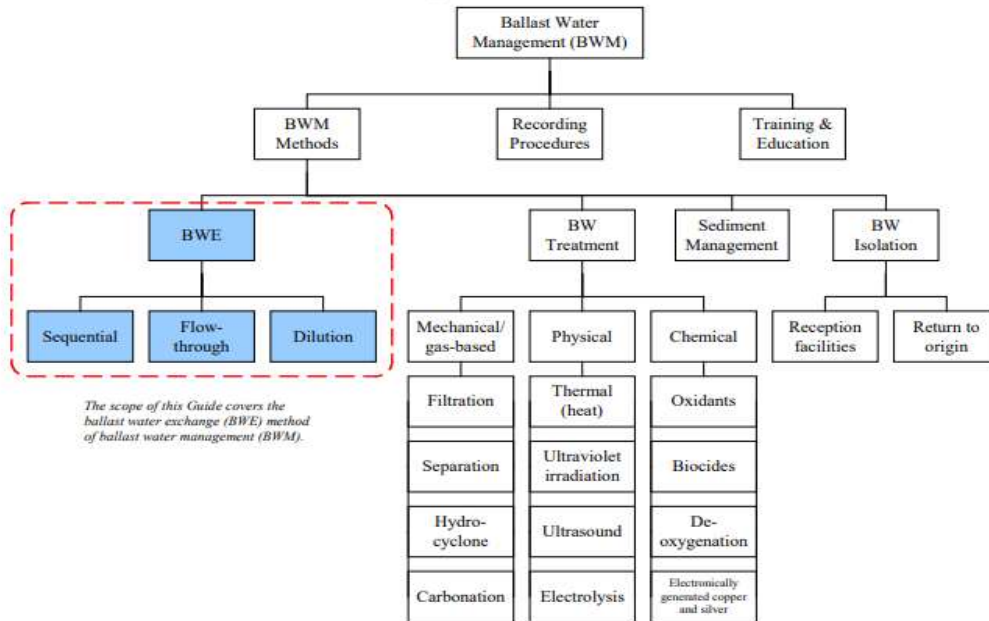 Ballast Water
Management (BWM)
BWM
Methods
Recording
Procedures
Training &
Education
BWE
BW
Treatment
Sediment
Management
BW
Isolation
Sequential
Flow-
through
Dilution
Mechanical/
gas-based
Physical
Chemical
Reception
facilities
Return to
origin
The scope of this Guide covers the
ballast water exchange (BWE) method
of ballast water management (BWM).
Filtration
Thermal
(heat)
Oxidants
Separation
Ultraviolet
irradiation
Biocides
Hydro-
cyclone
Ultrasound
De-
oxygenation
Carbonation
Electrolysis
Electronically
generated copper
and silver